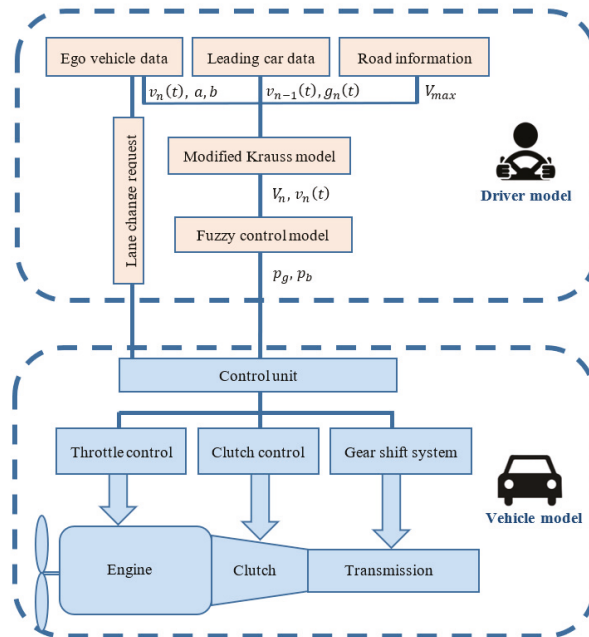 Ego vehicle data
Leading car data
Road information
v_n(t), a, b
v_{n-1}(t), g_n(t)
V_{max}
Lane change request
Modified Krauss model
Driver model
V_n, v_n(t)
Fuzzy control model
p_g, p_b
Control unit
Throttle control
Clutch control
Gear shift system
Vehicle model
Engine
Clutch
Transmission